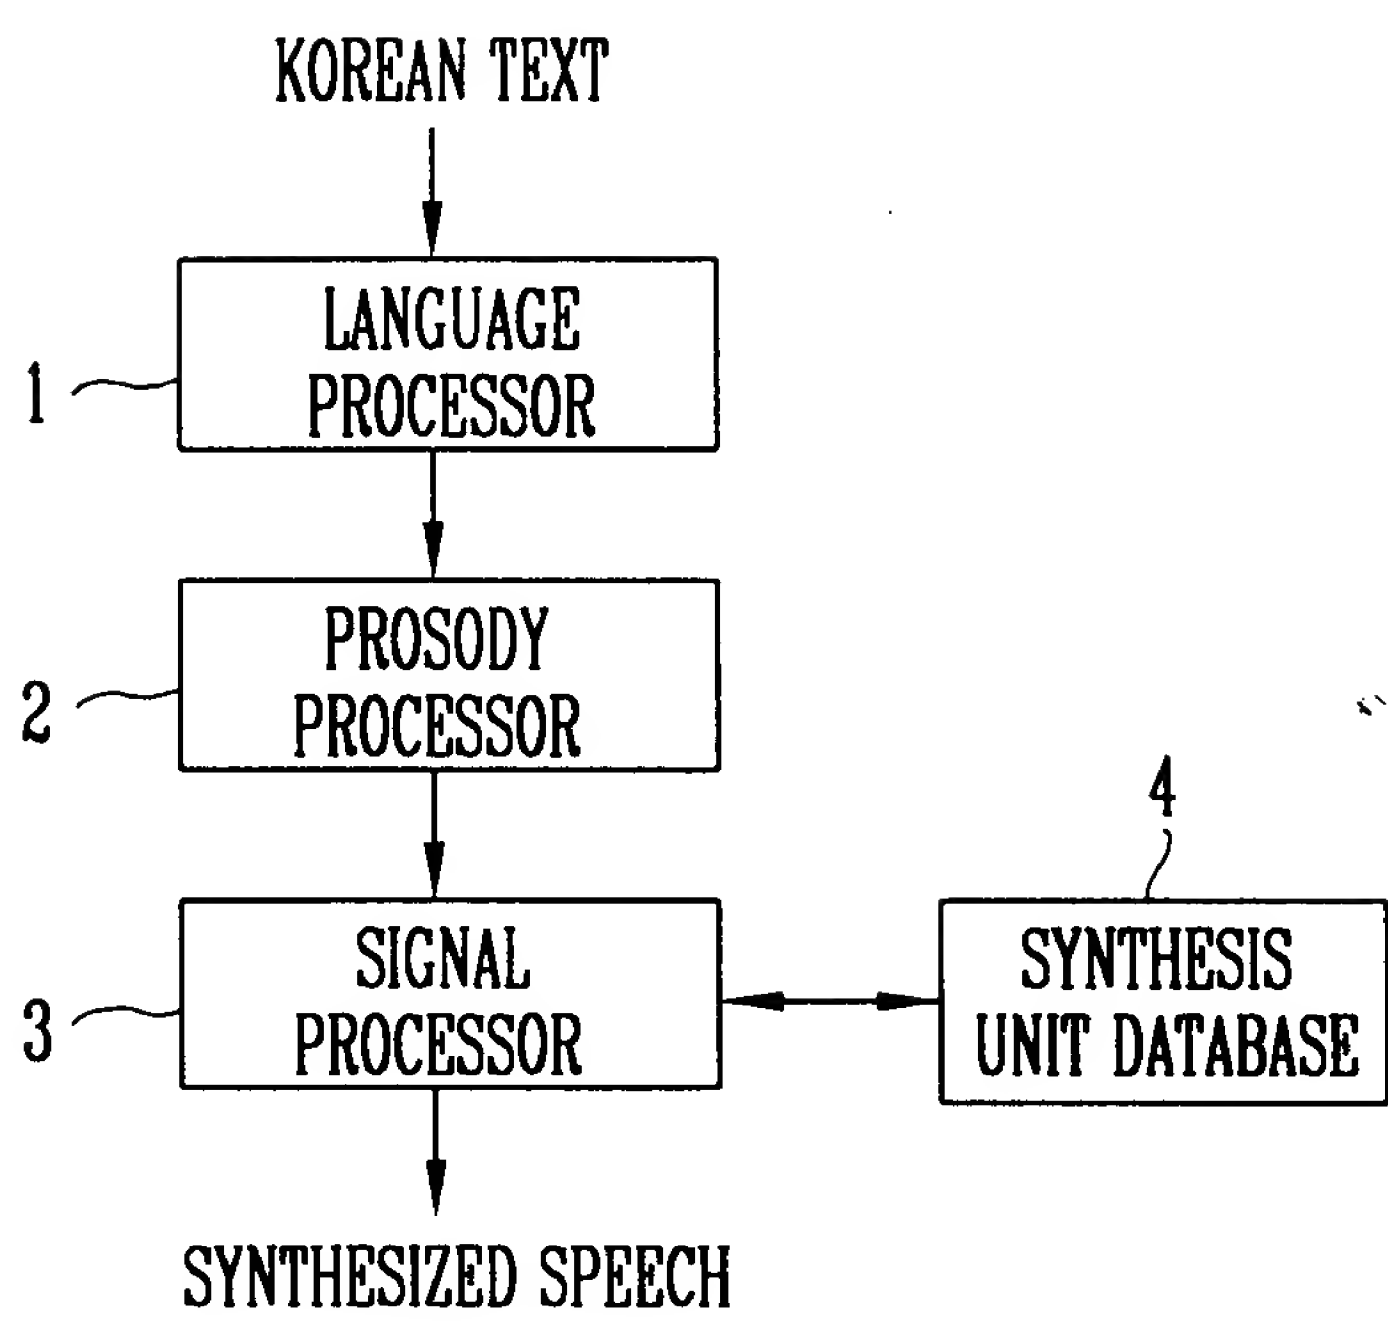 KOREAN TEXT
LANGUAGE
PROCESSOR
1
PROSODY
PROCESSOR
2
4
SIGNAL
PROCESSOR
3
SYNTHESIS
UNIT DATABASE
SYNTHESIZED SPEECH